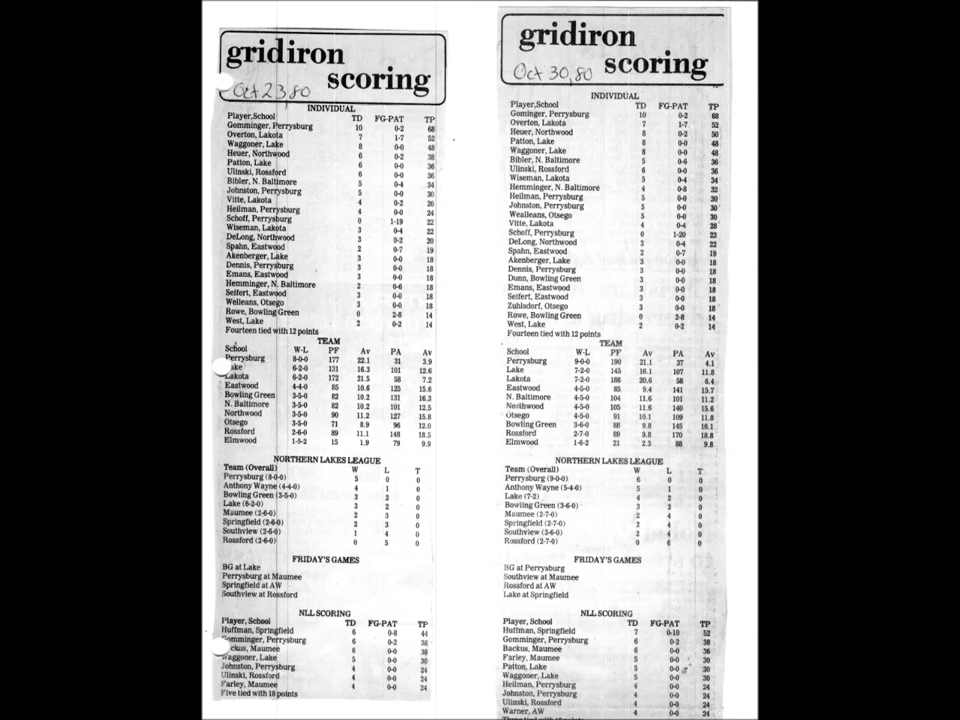 gridiron
scoring
Oct 23 80
INDIVIDUAL
Player,School TD FG-PAT TP
Gomminger, Perrysburg 10 0-2 68
Overton, Lakota 7 1-7 52
Waggoner, Lake 8 0-0 48
Heuer, Northwood 6 0-2 38
Patton, Lake 6 0-0 36
Ulinski, Rossford 6 0-0 36
Bibler, N. Baltimore 5 0-4 34
Johnston, Perrysburg 5 0-0 30
Vitte, Lakota 4 0-2 26
Heilman, Perrysburg 4 0-0 24
Schoff, Perrysburg 0 1-19 22
Wiseman, Lakota 3 0-4 22
DeLong, Northwood 3 0-2 20
Spahn, Eastwood 2 0-7 19
Akenberger, Lake 3 0-0 18
Dennis, Perrysburg 3 0-0 18
Emans, Eastwood 3 0-0 18
Hemminger, N. Baltimore 2 0-6 18
Seifert, Eastwood 3 0-0 18
Welleans, Otsego 3 0-0 18
Rowe, Bowling Green 0 2-8 14
West, Lake 2 0-2 14
Fourteen tied with 12 points
TEAM
School W-L PF Av PA Av
Perrysburg 8-0-0 177 22.1 31 3.9
Lake 6-2-0 131 16.3 101 12.6
Lakota 6-2-0 172 21.5 58 7.2
Eastwood 4-4-0 85 10.6 125 15.6
Bowling Green 3-5-0 82 10.2 131 16.3
N. Baltimore 3-5-0 82 10.2 101 12.5
Northwood 3-5-0 90 11.2 127 15.8
Otsego 3-5-0 71 8.9 96 12.0
Rossford 2-6-0 89 11.1 148 18.5
Elmwood 1-5-2 15 1.9 79 9.9
NORTHERN LAKES LEAGUE
Team (Overall) W L T
Perrysburg (8-0-0) 5 0 0
Anthony Wayne (4-4-0) 4 1 0
Bowling Green (3-5-0) 3 2 0
Lake (6-2-0) 3 2 0
Maumee (2-6-0) 2 3 0
Springfield (2-6-0) 2 3 0
Southview (2-6-0) 1 4 0
Rossford (2-6-0) 0 5 0
FRIDAY'S GAMES
BG at Lake
Perrysburg at Maumee
Springfield at AW
Southview at Rossford
NLL SCORING
Player, School TD FG-PAT TP
Huffman, Springfield 6 0-8 44
Gomminger, Perrysburg 6 0-2 38
Backus, Maumee 6 0-0 36
Waggoner, Lake 5 0-0 30
Johnston, Perrysburg 4 0-0 24
Ulinski, Rossford 4 0-0 24
Farley, Maumee 4 0-0 24
Five tied with 18 points
gridiron
scoring
Oct 30, 80
INDIVIDUAL
Player,School TD FG-PAT TP
Gominger, Perrysburg 10 0-2 68
Overton, Lakota 7 1-7 52
Heuer, Northwood 8 0-2 50
Patton, Lake 8 0-0 48
Waggoner, Lake 8 0-0 48
Bibler, N. Baltimore 5 0-6 36
Ulinski, Rossford 6 0-0 36
Wiseman, Lakota 5 0-4 34
Hemminger, N. Baltimore 4 0-8 32
Heilman, Perrysburg 5 0-0 30
Johnston, Perrysburg 5 0-0 30
Wealleans, Otsego 5 0-0 30
Vitte, Lakota 4 0-4 28
Schoff, Perrysburg 0 1-20 23
DeLong, Northwood 3 0-4 22
Spahn, Eastwood 2 0-7 19
Akenberger, Lake 3 0-0 18
Dennis, Perrysburg 3 0-0 18
Dunn, Bowling Green 3 0-0 18
Emans, Eastwood 3 0-0 18
Seifert, Eastwood 3 0-0 18
Zuhlsdorf, Otsego 3 0-0 18
Rowe, Bowling Green 0 2-8 14
West, Lake 2 0-2 14
Fourteen tied with 12 points
TEAM
School W-L PF Av PA Av
Perrysburg 9-0-0 190 21.1 37 4.1
Lake 7-2-0 145 16.1 107 11.8
Lakota 7-2-0 186 20.6 58 6.4
Eastwood 4-5-0 85 9.4 141 15.7
N. Baltimore 4-5-0 104 11.6 101 11.2
Northwood 4-5-0 105 11.6 140 15.6
Otsego 4-5-0 91 10.1 109 11.8
Bowling Green 3-6-0 88 9.8 145 16.1
Rossford 2-7-0 89 9.8 170 18.8
Elmwood 1-6-2 21 2.3 88 9.8
NORTHERN LAKES LEAGUE
Team (Overall) W L T
Perrysburg (9-0-0) 6 0 0
Anthony Wayne (5-4-0) 5 1 0
Lake (7-2) 4 2 0
Bowling Green (3-6-0) 3 3 0
Maumee (2-7-0) 2 4 0
Springfield (2-7-0) 2 4 0
Southview (3-6-0) 2 4 0
Rossford (2-7-0) 0 6 0
FRIDAY'S GAMES
BG at Perrysburg
Southview at Maumee
Rossford at AW
Lake at Springfield
NLL SCORING
Player, School TD FG-PAT TP
Huffman, Springfield 7 0-10 52
Gomminger, Perrysburg 6 0-2 38
Backus, Maumee 6 0-0 36
Farley, Maumee 5 0-0 30
Patton, Lake 5 0-0 30
Waggoner, Lake 5 0-0 30
Heilman, Perrysburg 4 0-0 24
Johnston, Perrysburg 4 0-0 24
Ulinski, Rossford 4 0-0 24
Warner, AW 4 0-0 24